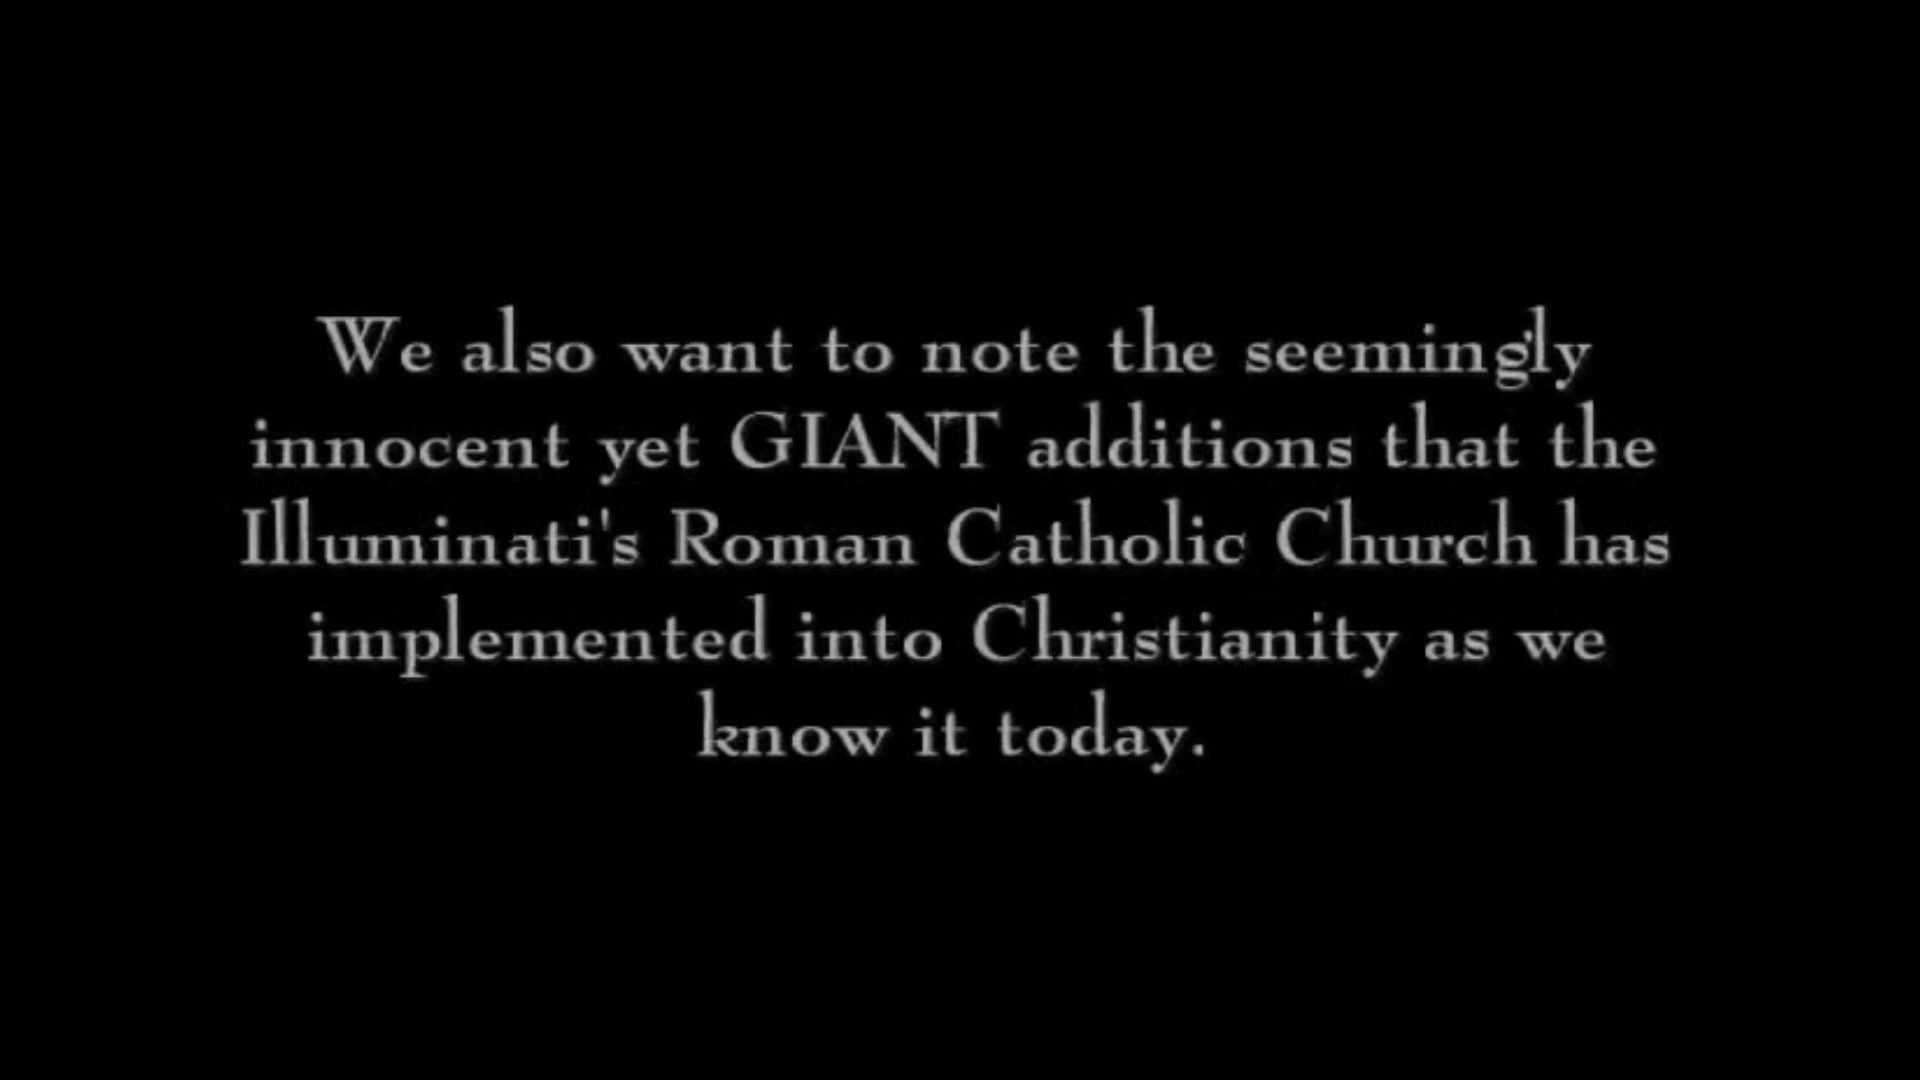 We also want to note the seemingly
innocent yet GIANT additions that the
Illuminati's Roman Catholic Church has
implemented into Christianity as we
know it today.